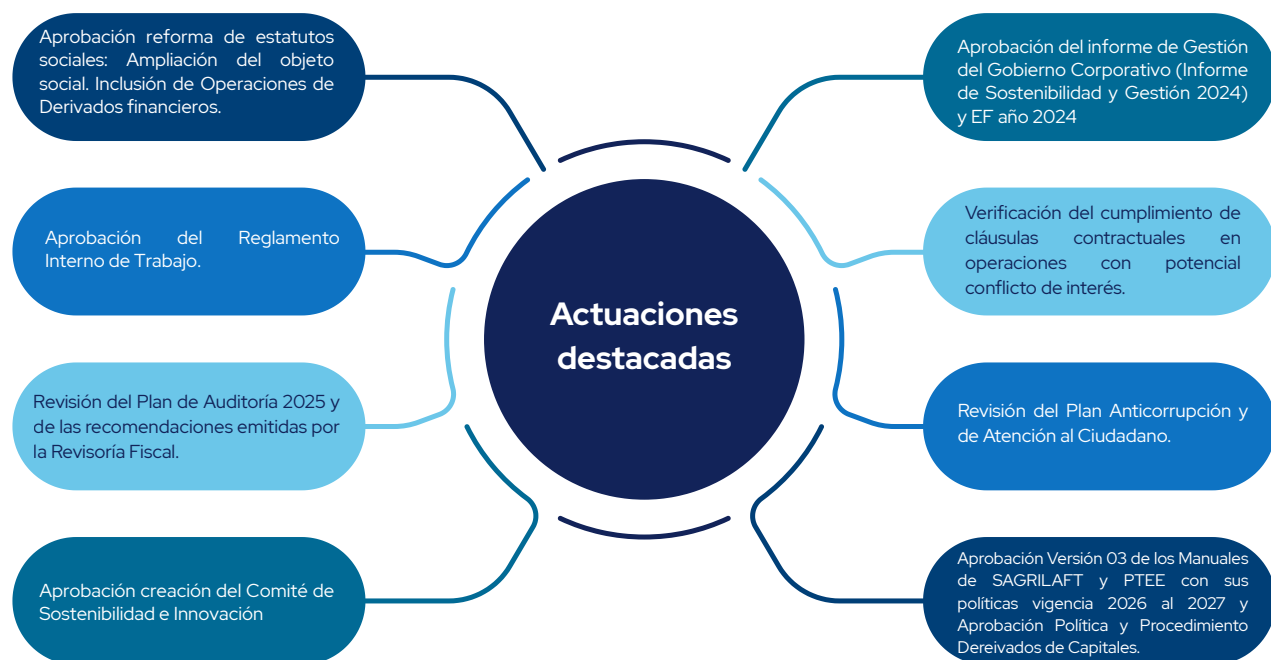 Aprobación reforma de estatutos
sociales: Ampliación del objeto
social. Inclusión de Operaciones de
Derivados financieros.
Aprobación del Reglamento
Interno de Trabajo.
Revisión del Plan de Auditoría 2025 y
de las recomendaciones emitidas por
la Revisoría Fiscal.
Aprobación creación del Comité de
Sostenibilidad e Innovación
Actuaciones
destacadas
Aprobación del informe de Gestión
del Gobierno Corporativo (Informe
de Sostenibilidad y Gestión 2024)
y EF año 2024
Verificación del cumplimiento de
cláusulas contractuales en
operaciones con potencial
conflicto de interés.
Revisión del Plan Anticorrupción y
de Atención al Ciudadano.
Aprobación Versión 03 de los Manuales
de SAGRILAFT y PTEE con sus
políticas vigencia 2026 al 2027 y
Aprobación Política y Procedimiento
Dereivados de Capitales.